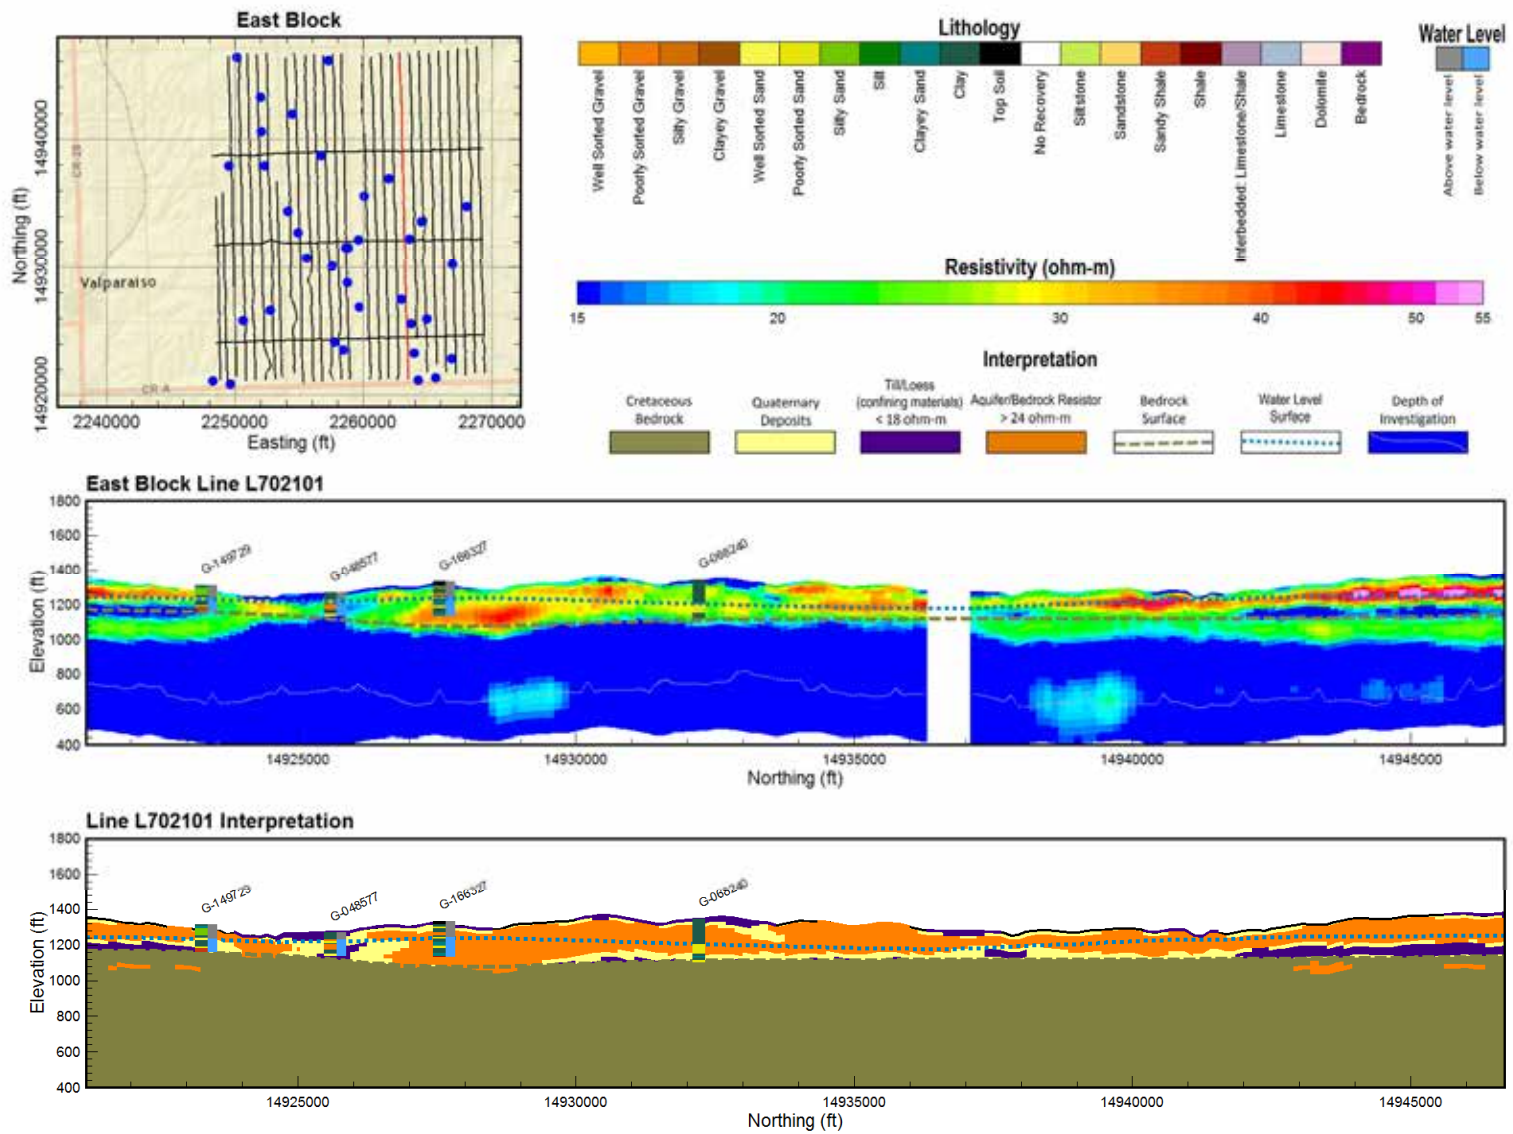 East Block
Northing (ft)
14940000
14930000
14920000
CR-29
Valparaiso
CR A
2240000 2250000 2260000 2270000
Easting (ft)
Lithology
Well Sorted Gravel
Poorly Sorted Gravel
Silty Gravel
Clayey Gravel
Well Sorted Sand
Poorly Sorted Sand
Silty Sand
Silt
Clayey Sand
Clay
Top Soil
No Recovery
Siltstone
Sandstone
Sandy Shale
Shale
Interbedded: Limestone/Shale
Limestone
Dolomite
Bedrock
Water Level
Above water level
Below water level
Resistivity (ohm-m)
15 20 30 40 50 55
Interpretation
Cretaceous
Bedrock
Quaternary
Deposits
Till/Loess
(confining materials)
< 18 ohm-m
Aquifer/Bedrock Resistor
> 24 ohm-m
Bedrock
Surface
Water Level
Surface
Depth of
Investigation
East Block Line L702101
Elevation (ft)
1800
1600
1400
1200
1000
800
600
400
G-149729
G-048577
G-166327
G-068240
14925000 14930000 14935000 14940000 14945000
Northing (ft)
Line L702101 Interpretation
Elevation (ft)
1800
1600
1400
1200
1000
800
600
400
G-149729
G-048577
G-166327
G-068240
14925000 14930000 14935000 14940000 14945000
Northing (ft)